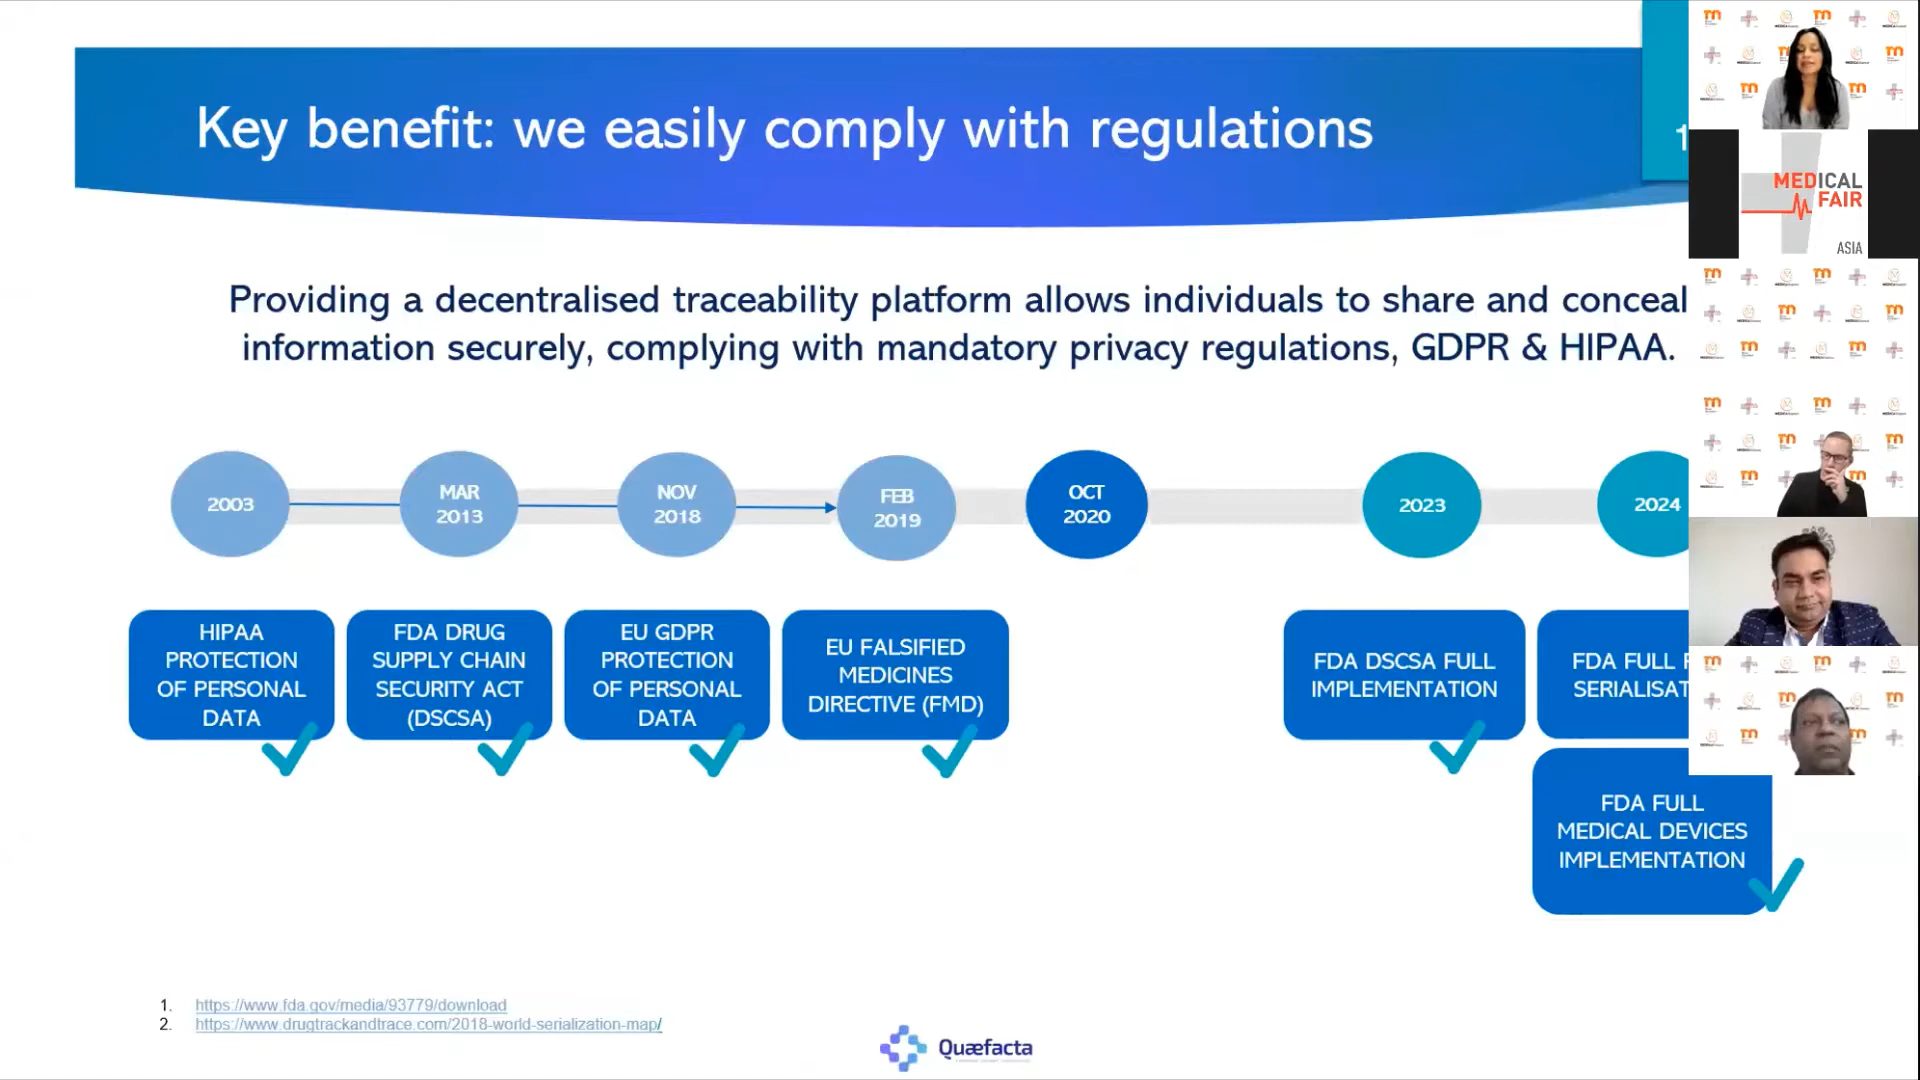 Key benefit: we easily comply with regulations
1
Providing a decentralised traceability platform allows individuals to share and conceal
information securely, complying with mandatory privacy regulations, GDPR & HIPAA.
2003
MAR
2013
NOV
2018
FEB
2019
OCT
2020
2023
2024
HIPAA
PROTECTION
OF PERSONAL
DATA
FDA DRUG
SUPPLY CHAIN
SECURITY ACT
(DSCSA)
EU GDPR
PROTECTION
OF PERSONAL
DATA
EU FALSIFIED
MEDICINES
DIRECTIVE (FMD)
FDA DSCSA FULL
IMPLEMENTATION
FDA FULL
SERIALISAT
FDA FULL
MEDICAL DEVICES
IMPLEMENTATION
1. https://www.fda.gov/media/93779/download
2. https://www.drugtrackandtrace.com/2018-world-serialization-map/
Quæfacta
MEDICAL
FAIR
ASIA